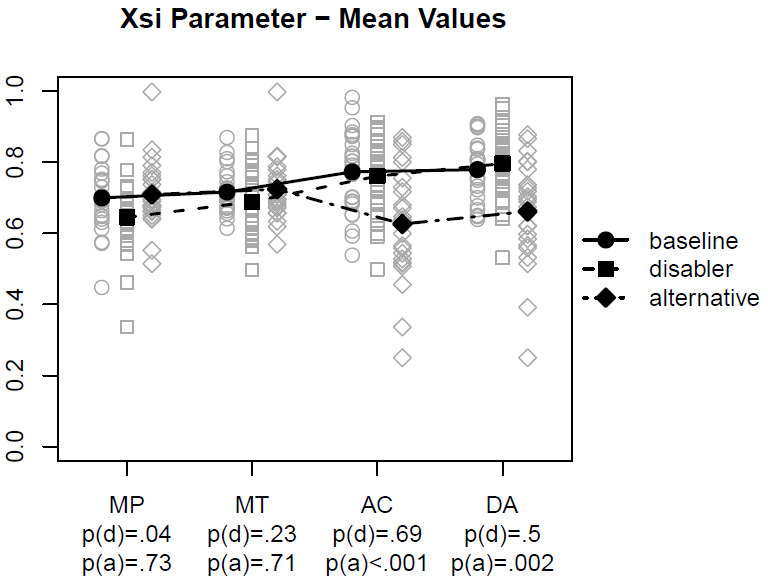 Xsi Parameter − Mean Values
1.0
0.8
0.6
0.4
0.2
0.0
baseline
disabler
alternative
MP MT AC DA
p(d)=.04 p(d)=.23 p(d)=.69 p(d)=.5
p(a)=.73 p(a)=.71 p(a)<.001 p(a)=.002